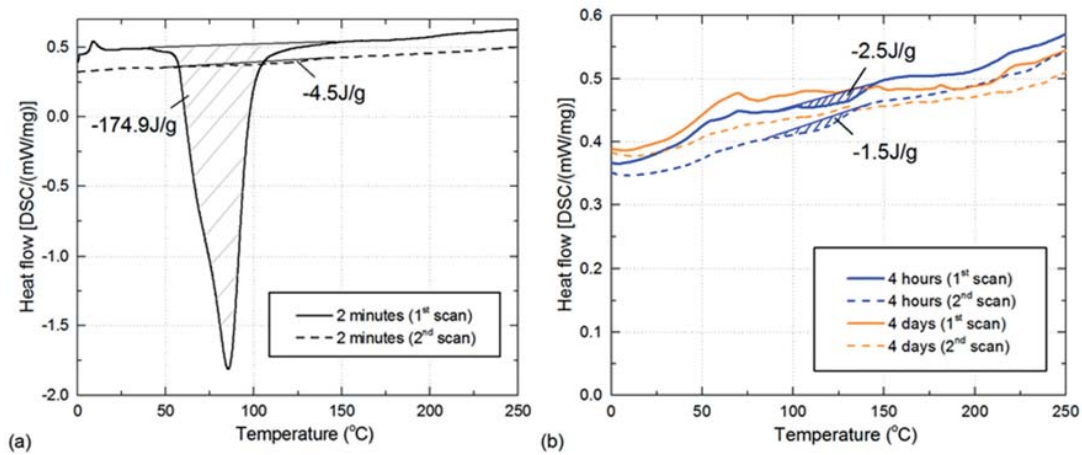 0.5
0.0
-0.5
-1.0
-1.5
-2.0
Heat flow [DSC/(mW/mg)]
-174.9J/g
-4.5J/g
2 minutes (1st scan)
2 minutes (2nd scan)
0 50 100 150 200 250
Temperature (°C)
(a)
0.6
0.5
0.4
0.3
0.2
0.1
0.0
Heat flow [DSC/(mW/mg)]
-2.5J/g
-1.5J/g
4 hours (1st scan)
4 hours (2nd scan)
4 days (1st scan)
4 days (2nd scan)
0 50 100 150 200 250
Temperature (°C)
(b)